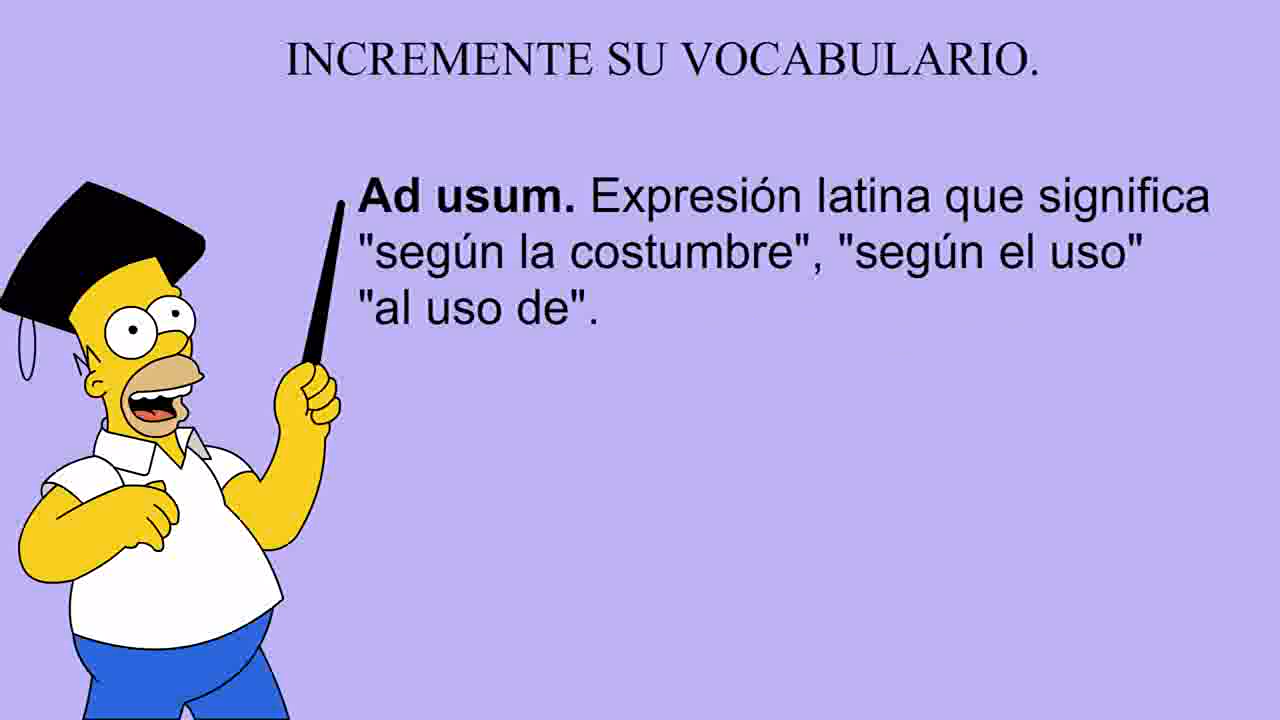 INCREMENTE SU VOCABULARIO.
Ad usum. Expresión latina que significa
"según la costumbre", "según el uso"
"al uso de".